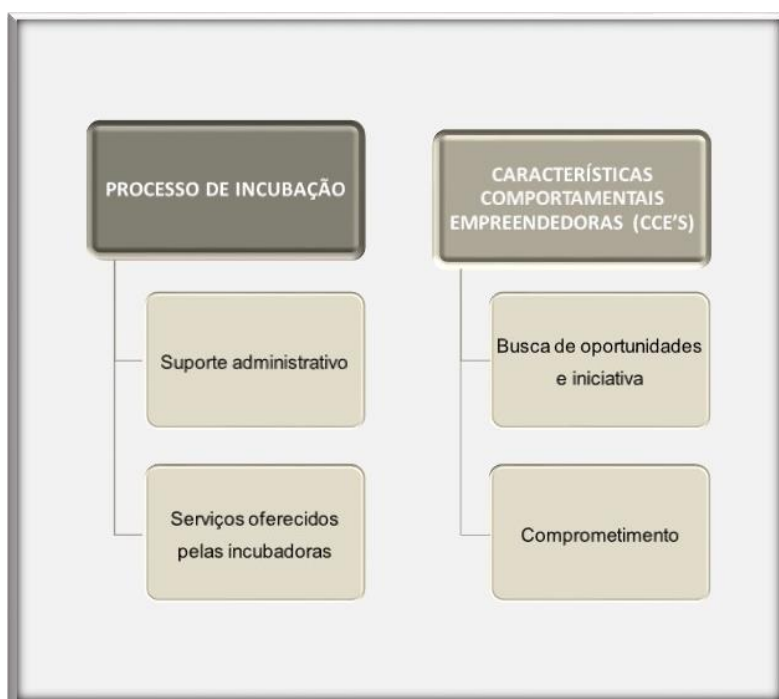 PROCESSO DE INCUBAÇÃO
Suporte administrativo
Serviços oferecidos
pelas incubadoras
CARACTERÍSTICAS
COMPORTAMENTAIS
EMPREENDEDORAS (CCE'S)
Busca de oportunidades
e iniciativa
Comprometimento